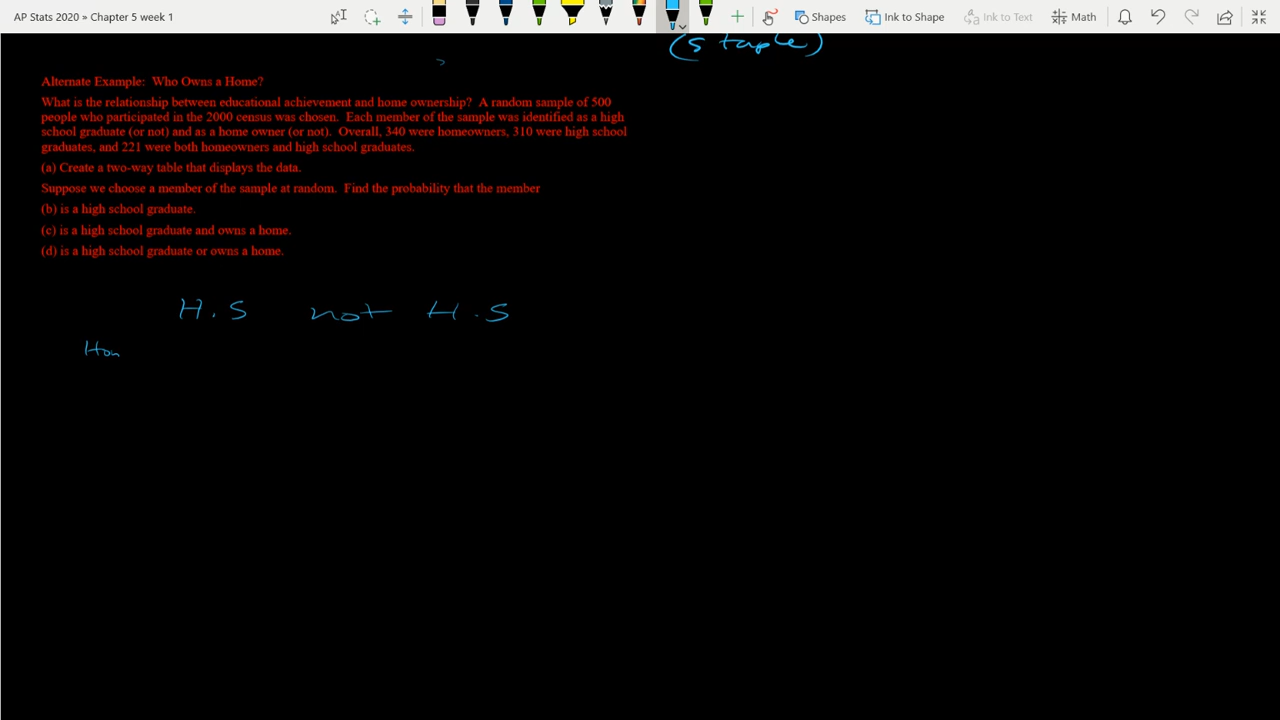 AP Stats 2020 » Chapter 5 week 1
Shapes Ink to Shape Ink to Text Math
(staple)
Alternate Example: Who Owns a Home?
What is the relationship between educational achievement and home ownership? A random sample of 500
people who participated in the 2000 census was chosen. Each member of the sample was identified as a high
school graduate (or not) and as a home owner (or not). Overall, 340 were homeowners, 310 were high school
graduates, and 221 were both homeowners and high school graduates.
(a) Create a two-way table that displays the data.
Suppose we choose a member of the sample at random. Find the probability that the member
(b) is a high school graduate.
(c) is a high school graduate and owns a home.
(d) is a high school graduate or owns a home.
H.S not H.S
Hom